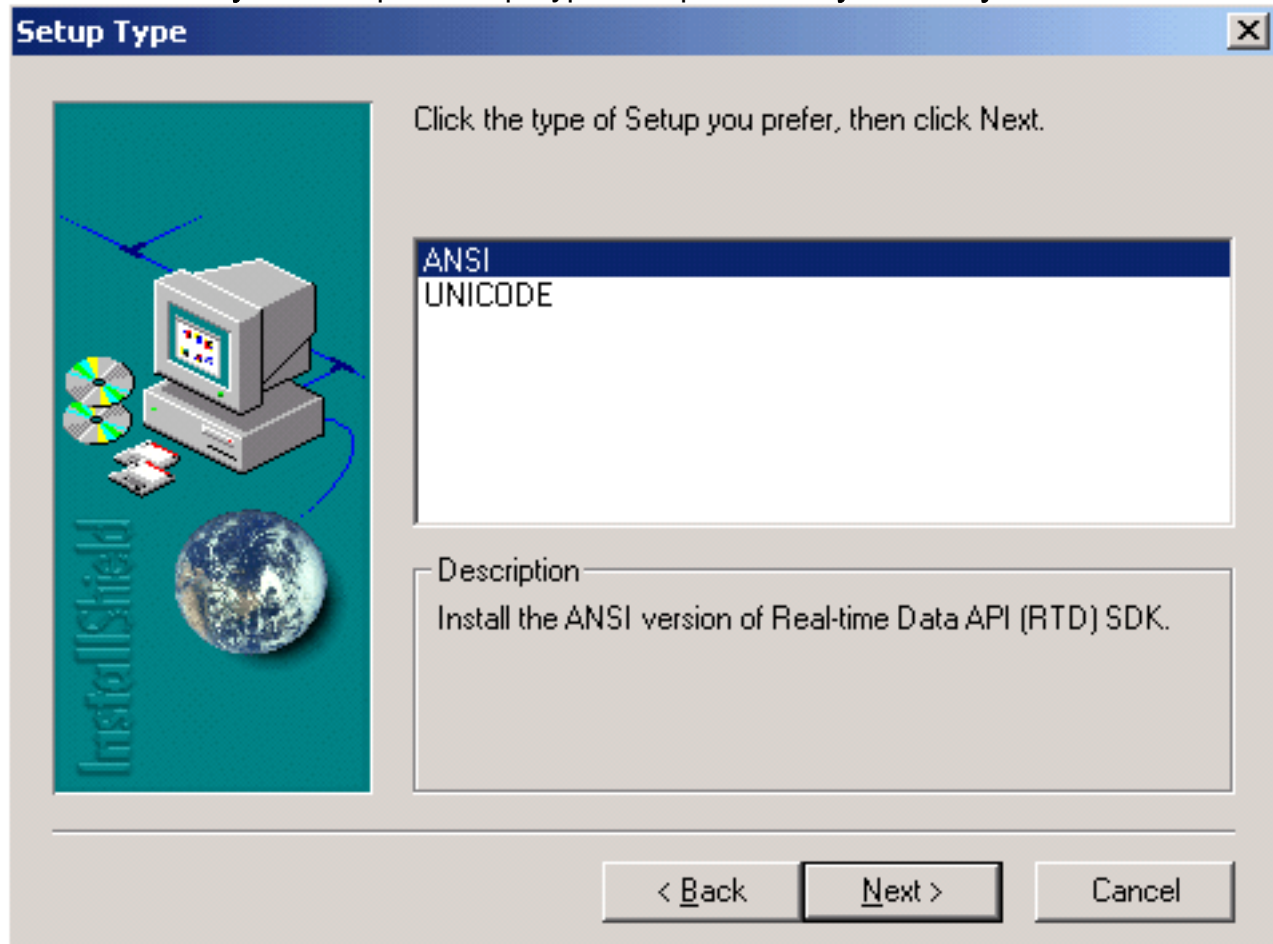 Setup Type
Click the type of Setup you prefer, then click Next.
ANSI
UNICODE
Description
Install the ANSI version of Real-time Data API (RTD) SDK.
InstallShield
< Back
Next >
Cancel